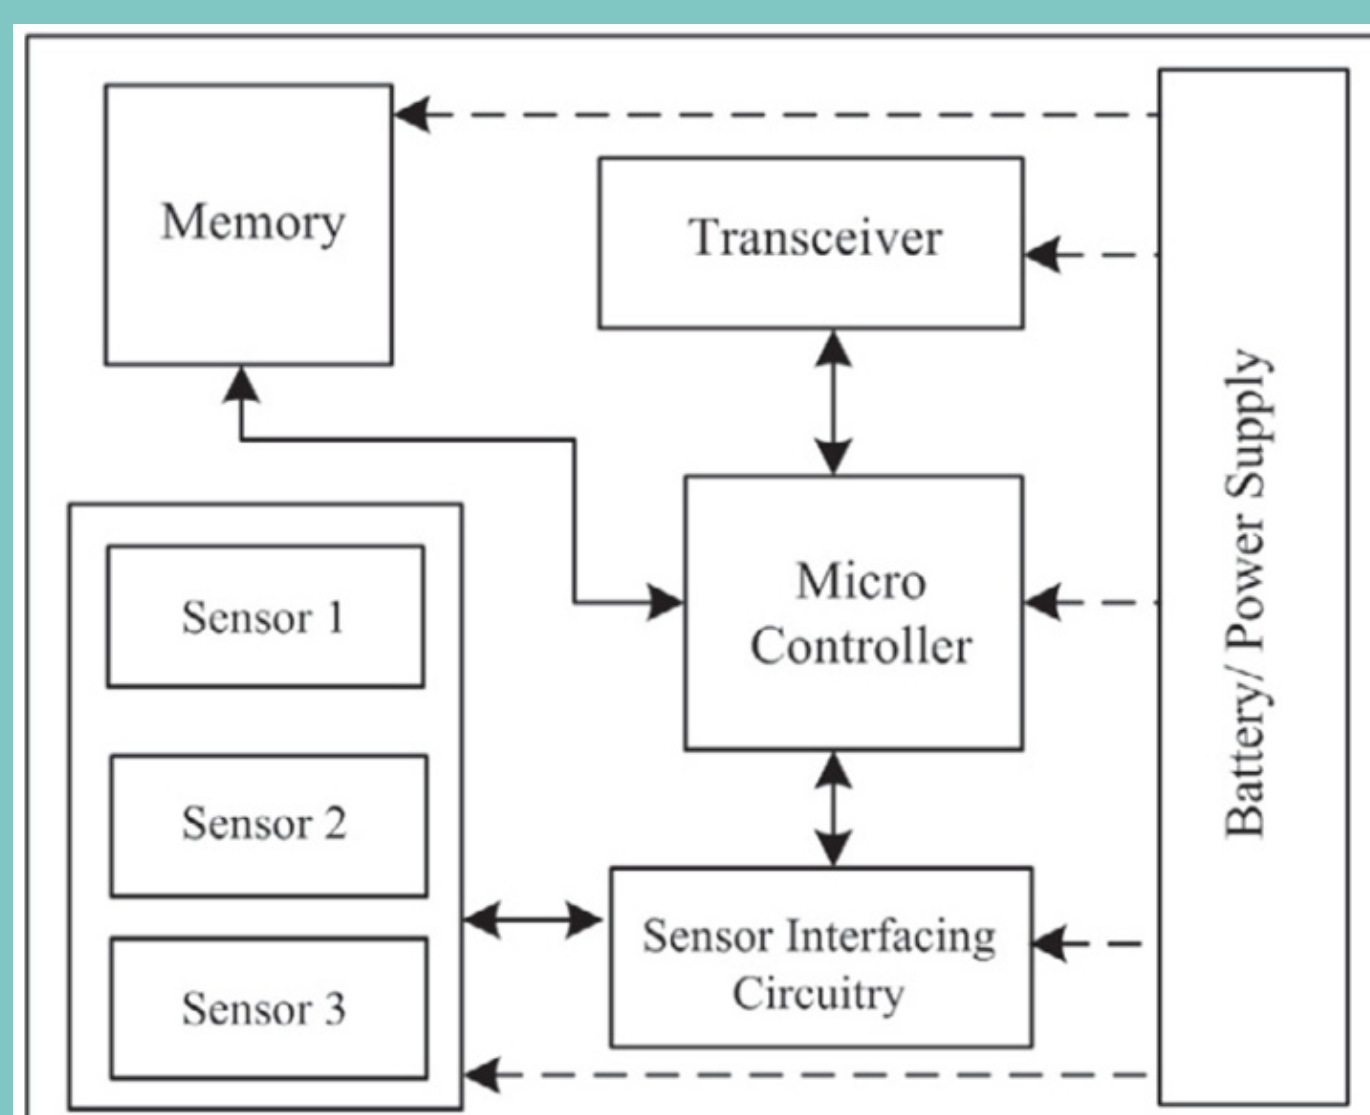 Memory
Transceiver
Micro
Controller
Sensor 1
Sensor 2
Sensor 3
Sensor Interfacing
Circuitry
Battery/ Power Supply